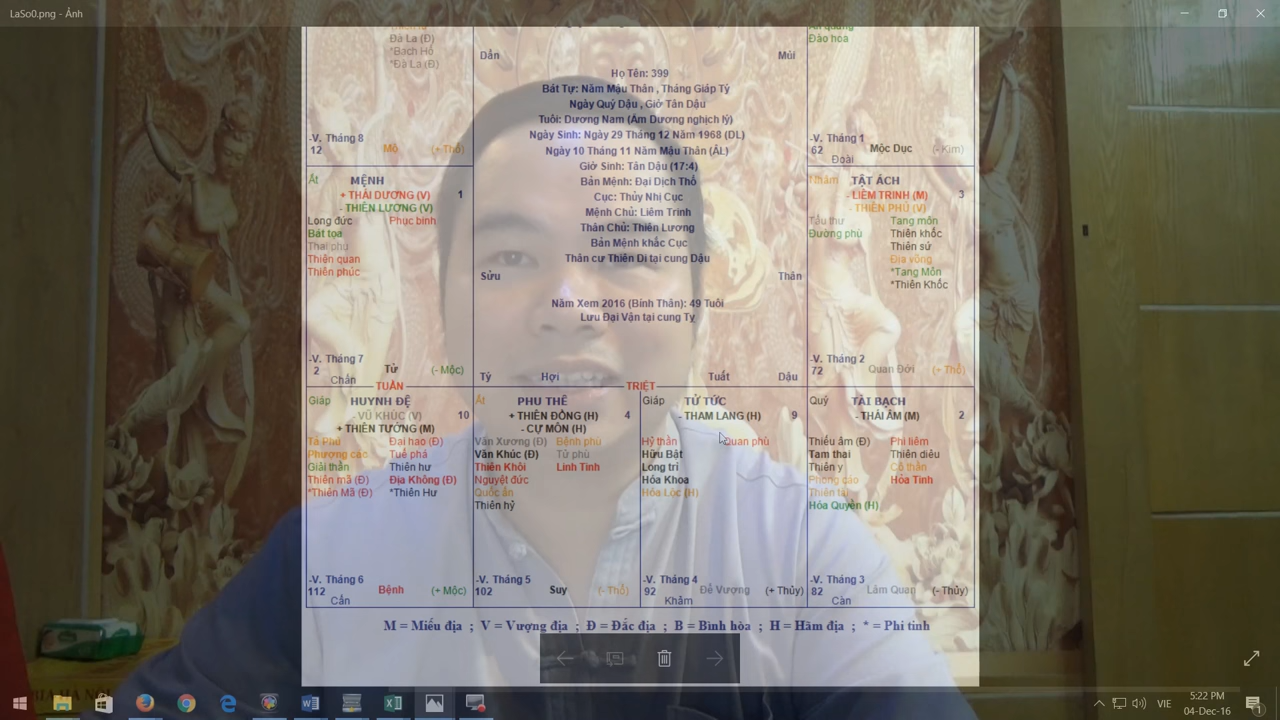 LaSo0.png - Ảnh
Đà La (Đ)
*Bạch Hổ
*Đà La (Đ)
Dần
Mùi
Đào hoa
Họ Tên: 399
Bát Tự: Năm Mậu Thân , Tháng Giáp Tý
Ngày Quý Dậu , Giờ Tân Dậu
Tuổi: Dương Nam (Âm Dương nghịch lý)
Ngày Sinh: Ngày 29 Tháng 12 Năm 1968 (DL)
Ngày 10 Tháng 11 Năm Mậu Thân (ÂL)
Giờ Sinh: Tân Dậu (17:4)
Bản Mệnh: Đại Dịch Thổ
Cục: Thủy Nhị Cục
Mệnh Chủ: Liêm Trinh
Thân Chủ: Thiên Lương
Bản Mệnh khắc Cục
Thân cư Thiên Di tại cung Dậu
Sửu
Thân
Năm Xem 2016 (Bính Thân): 49 Tuổi
Lưu Đại Vận tại cung Tỵ
Tý
Hợi
Tuất
Dậu
-V. Tháng 8
12
Mộ
(+ Thổ)
-V. Tháng 1
62
Mộc Dục
(- Kim)
Đoài
Ất
MỆNH
+ THÁI DƯƠNG (V)
1
- THIÊN LƯƠNG (V)
Long đức
Phục binh
Bát tọa
Thai phụ
Thiên quan
Thiên phúc
-V. Tháng 7
2
Tử
(- Mộc)
Chấn
Nhâm
TẬT ÁCH
- LIÊM TRINH (M)
3
- THIÊN PHỦ (V)
Tấu thư
Tang môn
Đường phù
Thiên khốc
Thiên sứ
Địa võng
*Tang Môn
*Thiên Khốc
-V. Tháng 2
72
Quan Đới
(+ Thổ)
TUẦN
TRIỆT
Giáp
HUYNH ĐỆ
- VŨ KHÚC (V)
10
+ THIÊN TƯỚNG (M)
Tả Phù
Đại hao (Đ)
Phượng các
Tuế phá
Giải thần
Thiên hư
Thiên mã (Đ)
Địa Không (Đ)
*Thiên Mã (Đ)
*Thiên Hư
-V. Tháng 6
112
Bệnh
(+ Mộc)
Cấn
Ất
PHU THÊ
+ THIÊN ĐỒNG (H)
4
- CỰ MÔN (H)
Văn Xương (Đ)
Bệnh phù
Văn Khúc (Đ)
Tử phù
Thiên Khôi
Linh Tinh
Nguyệt đức
Quốc ấn
Thiên hỷ
-V. Tháng 5
102
Suy
(- Thổ)
Giáp
TỬ TỨC
- THAM LANG (H)
9
Hỷ thần
Quan phù
Hữu Bật
Long trì
Hóa Khoa
Hóa Lộc (H)
-V. Tháng 4
92
Đế Vượng
(+ Thủy)
Khảm
Quý
TÀI BẠCH
- THÁI ÂM (M)
2
Thiếu âm (Đ)
Phi liêm
Tam thai
Thiên diêu
Thiên y
Cô thần
Phong cáo
Hỏa Tinh
Thiên tài
Hóa Quyền (H)
-V. Tháng 3
82
Lâm Quan
(- Thủy)
Càn
M = Miếu địa ; V = Vượng địa ; Đ = Đắc địa ; B = Bình hòa ; H = Hãm địa ; * = Phi tinh
VIE
5:22 PM
04-Dec-16
1